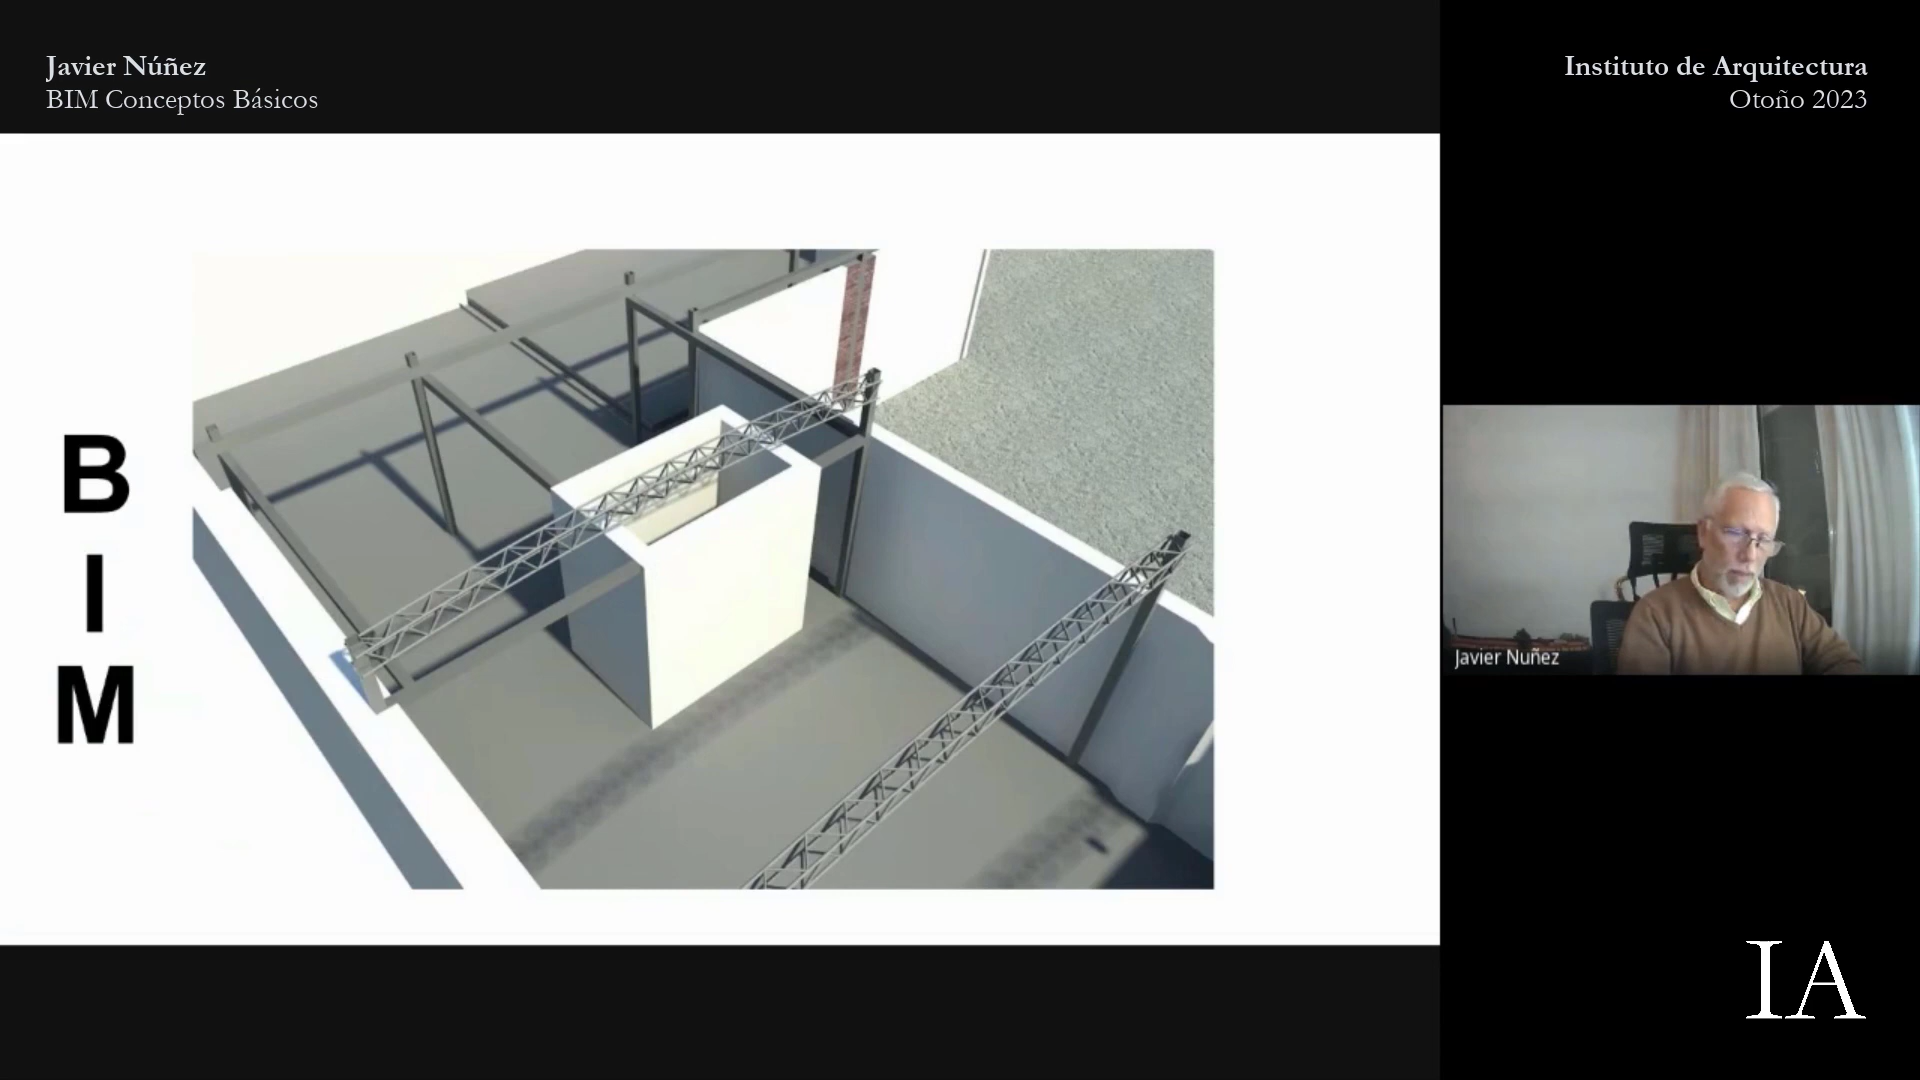 Javier Núñez
BIM Conceptos Básicos
Instituto de Arquitectura
Otoño 2023
B
I
M
Javier Nuñez
IA